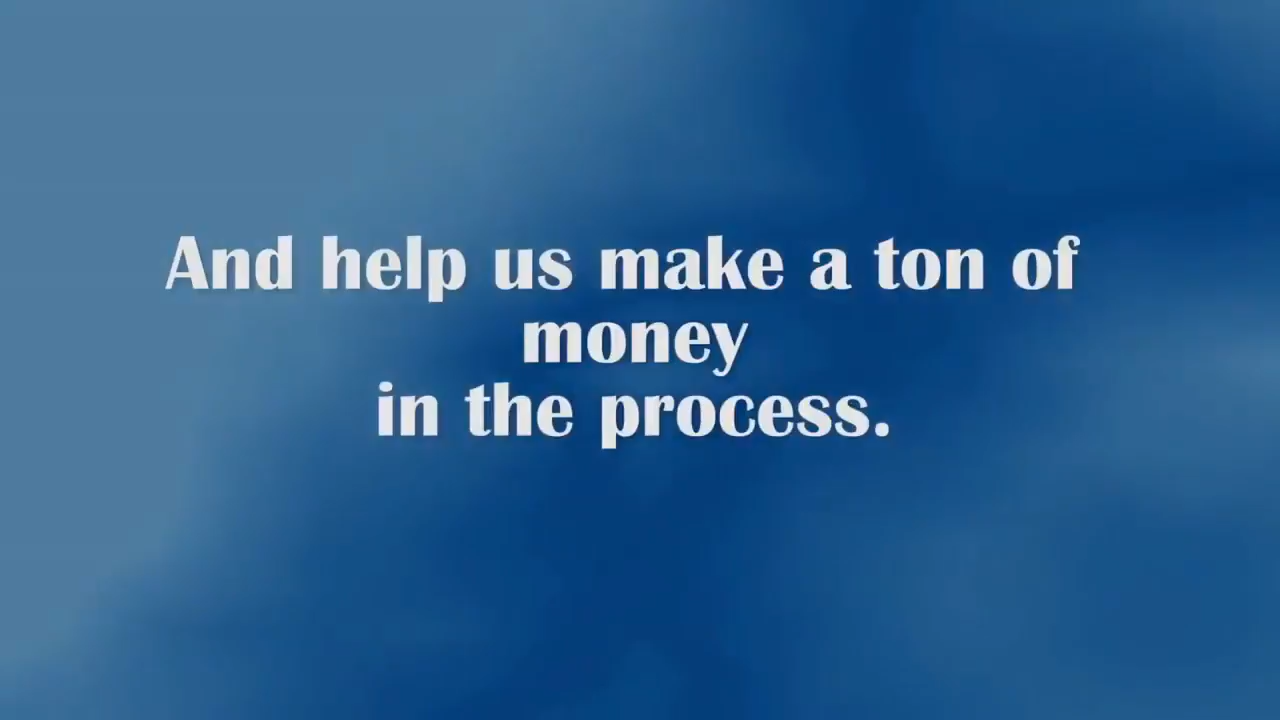 And help us make a ton of
money
in the process.